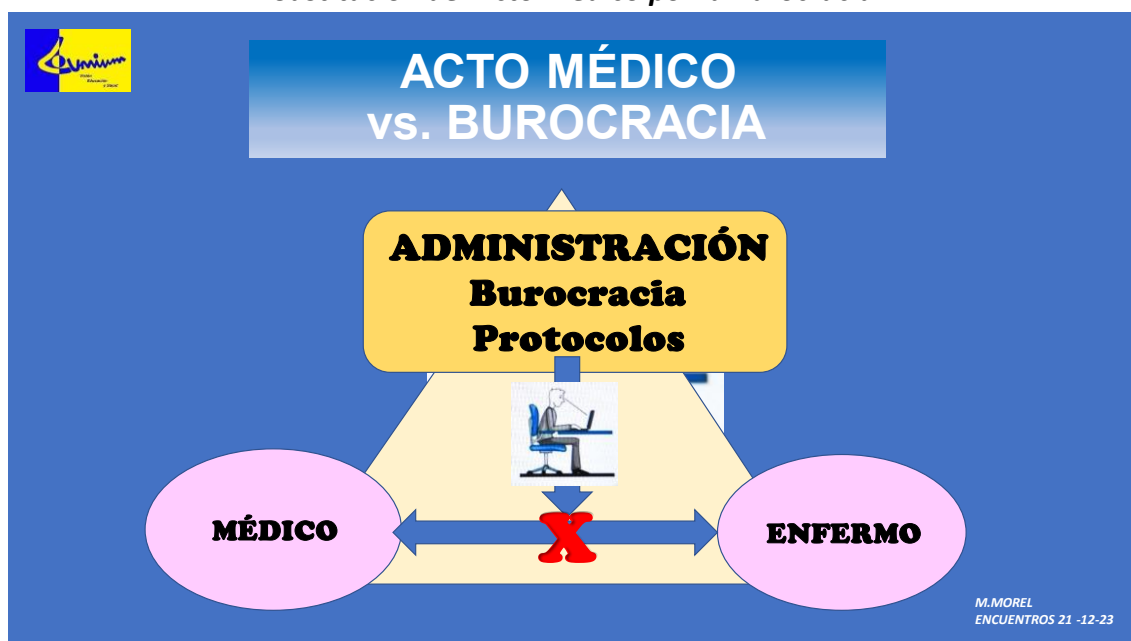 ACTO MÉDICO
vs. BUROCRACIA
ADMINISTRACIÓN
Burocracia
Protocolos
MÉDICO
X
ENFERMO
M.MOREL
ENCUENTROS 21 -12-23